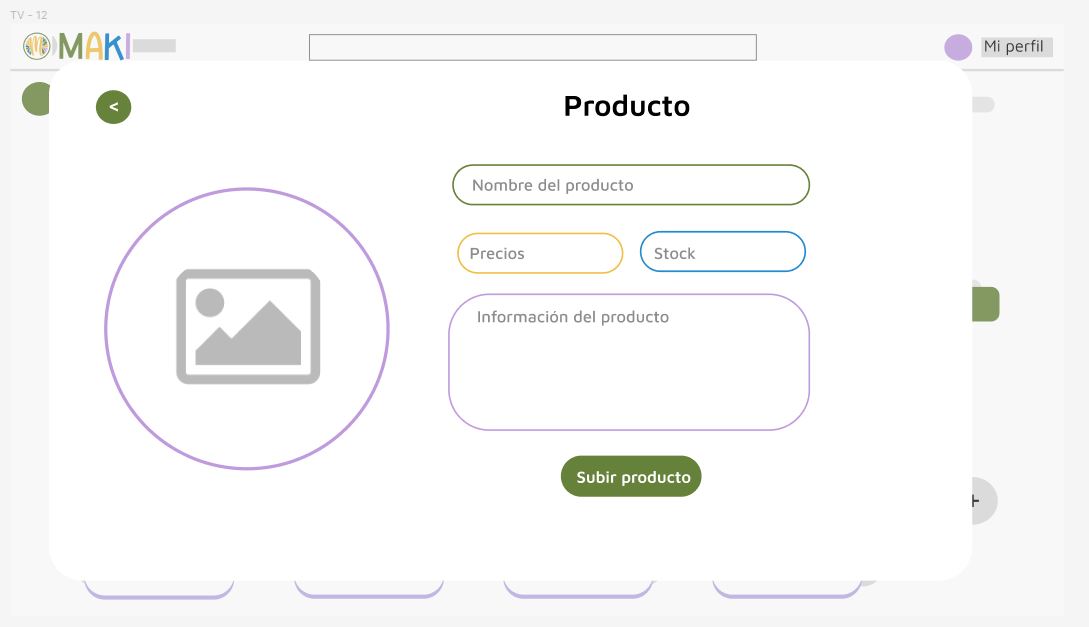 TV - 12
MAKI
Mi perfil
<
Producto
Nombre del producto
Precios
Stock
Información del producto
Subir producto
+